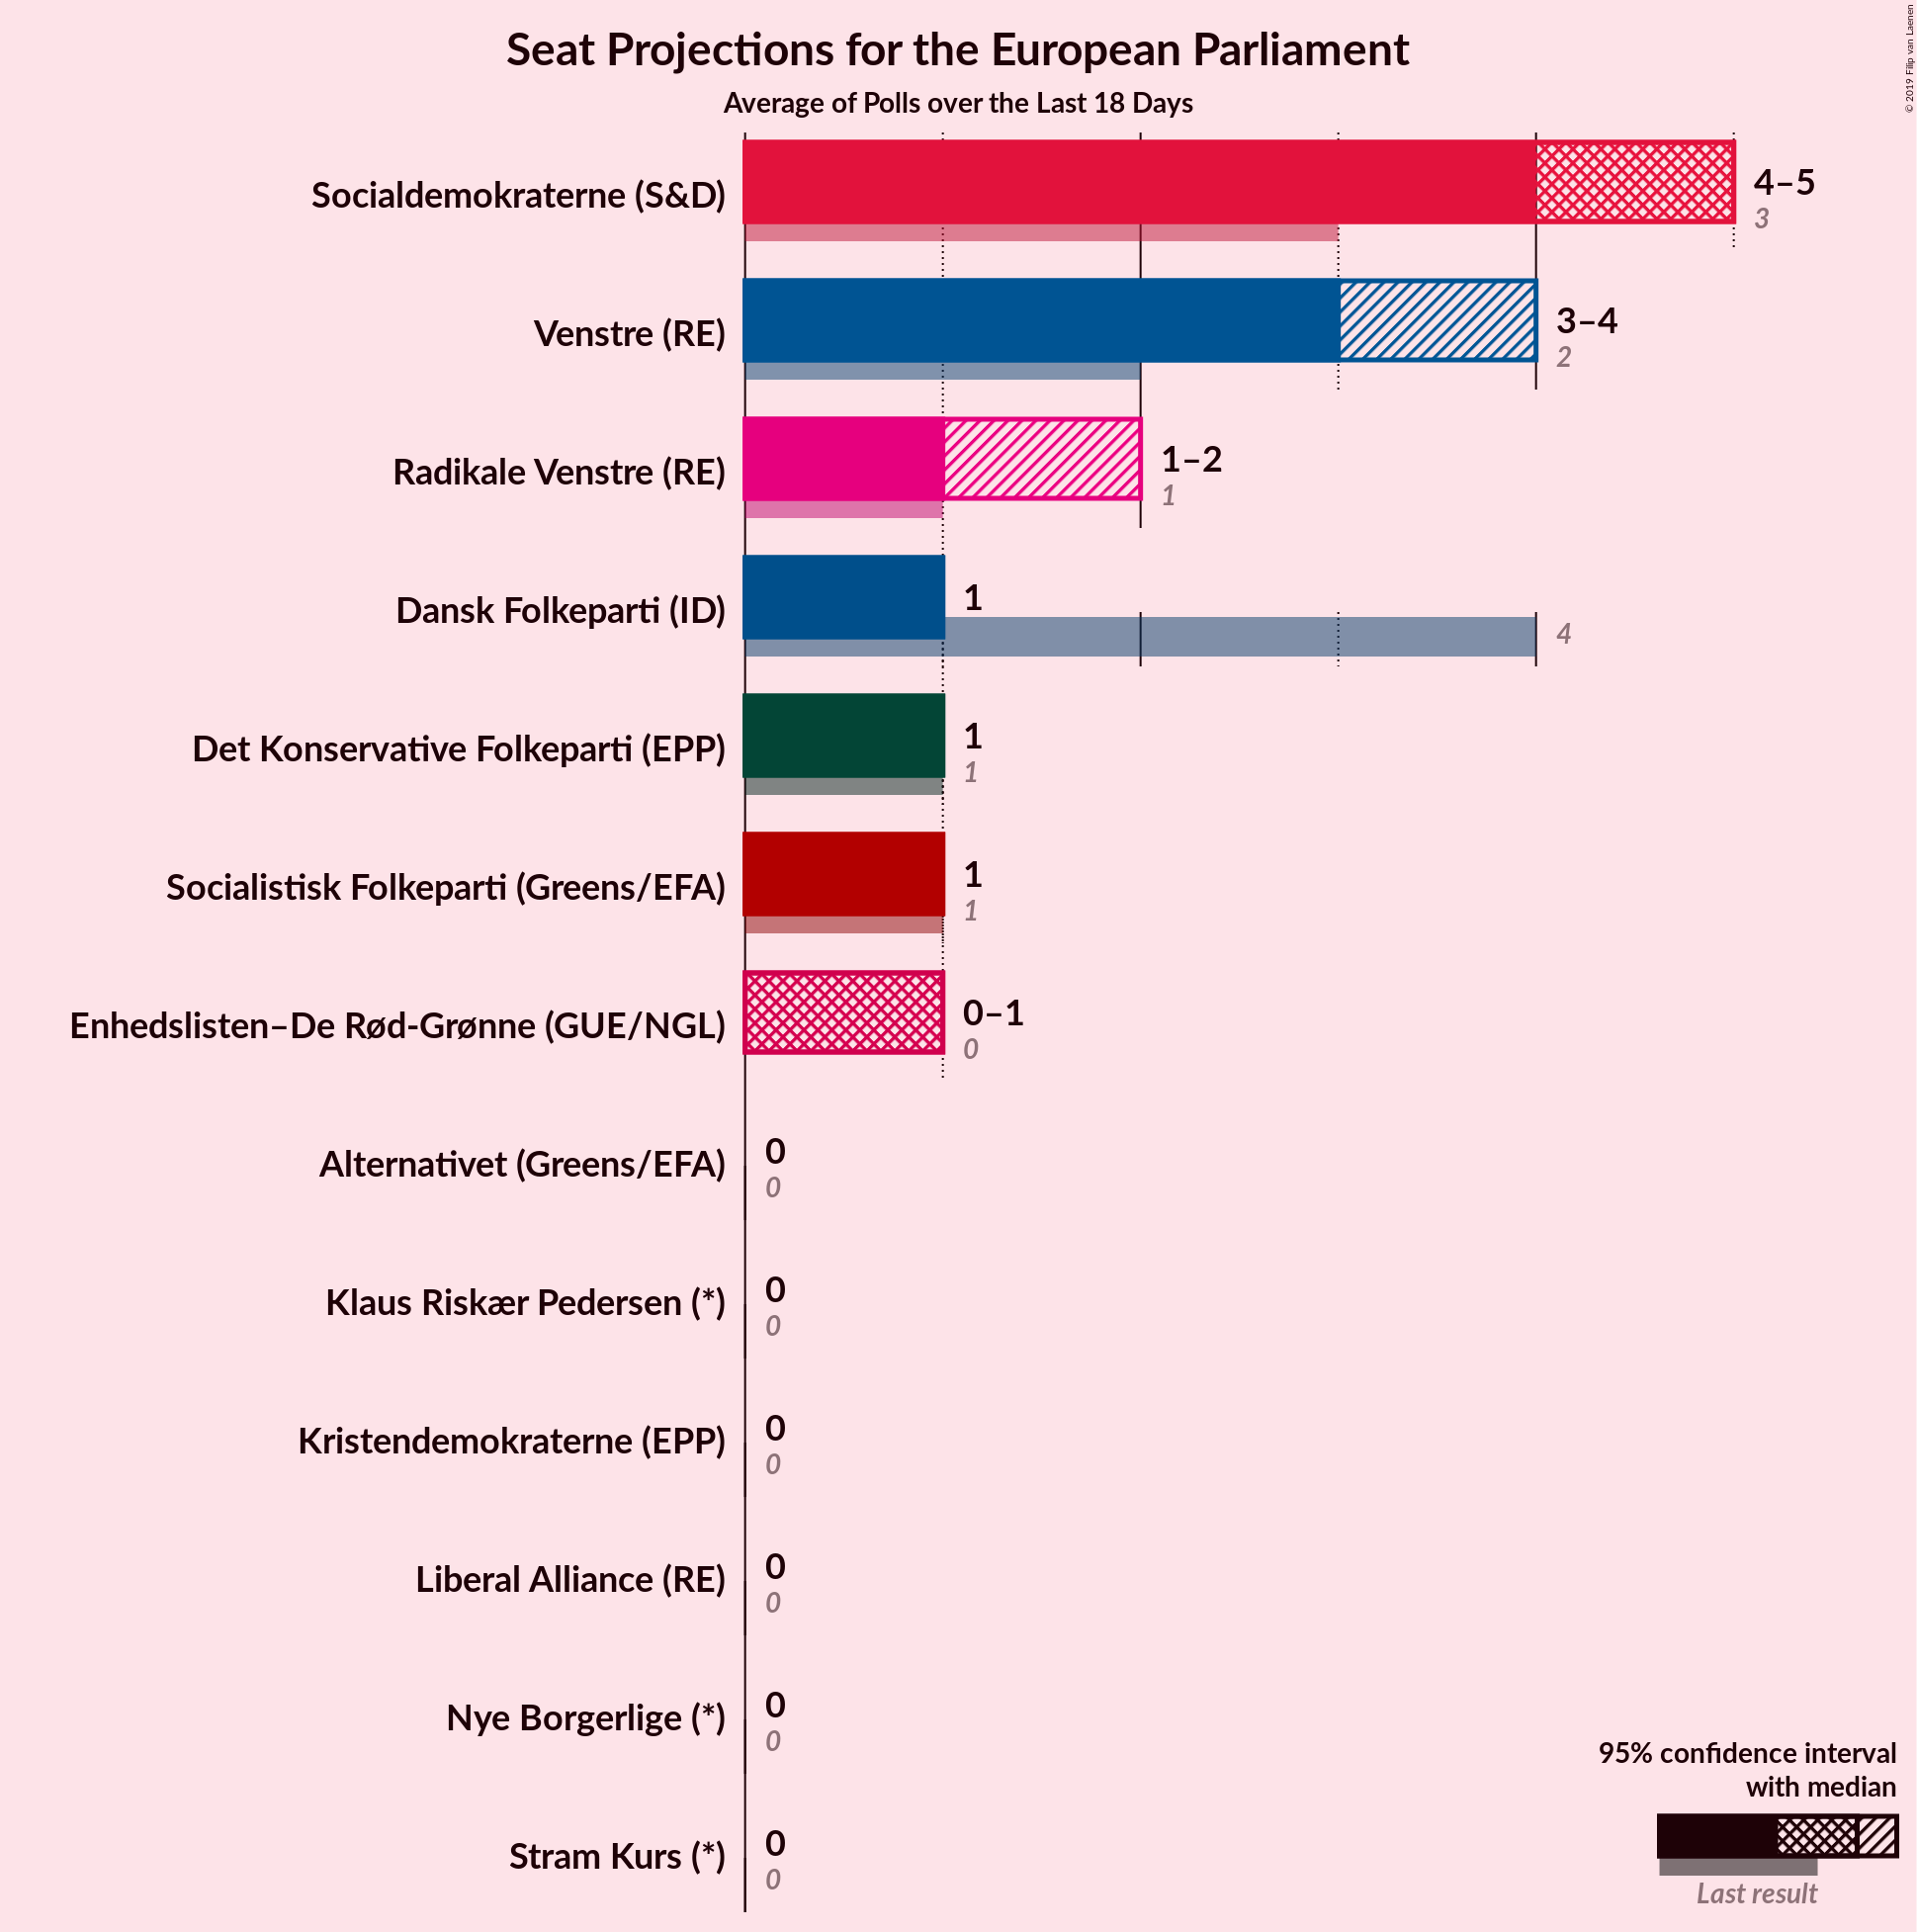 Seat Projections for the European Parliament
Average of Polls over the Last 18 Days
© 2019 Filip van Laenen
Socialdemokraterne (S&D)
4–5
3
Venstre (RE)
3–4
2
Radikale Venstre (RE)
1–2
1
Dansk Folkeparti (ID)
1
4
Det Konservative Folkeparti (EPP)
1
1
Socialistisk Folkeparti (Greens/EFA)
1
1
Enhedslisten–De Rød-Grønne (GUE/NGL)
0–1
0
Alternativet (Greens/EFA)
0
0
Klaus Riskær Pedersen (*)
0
0
Kristendemokraterne (EPP)
0
0
Liberal Alliance (RE)
0
0
Nye Borgerlige (*)
0
0
Stram Kurs (*)
0
0
95% confidence interval
with median
Last result